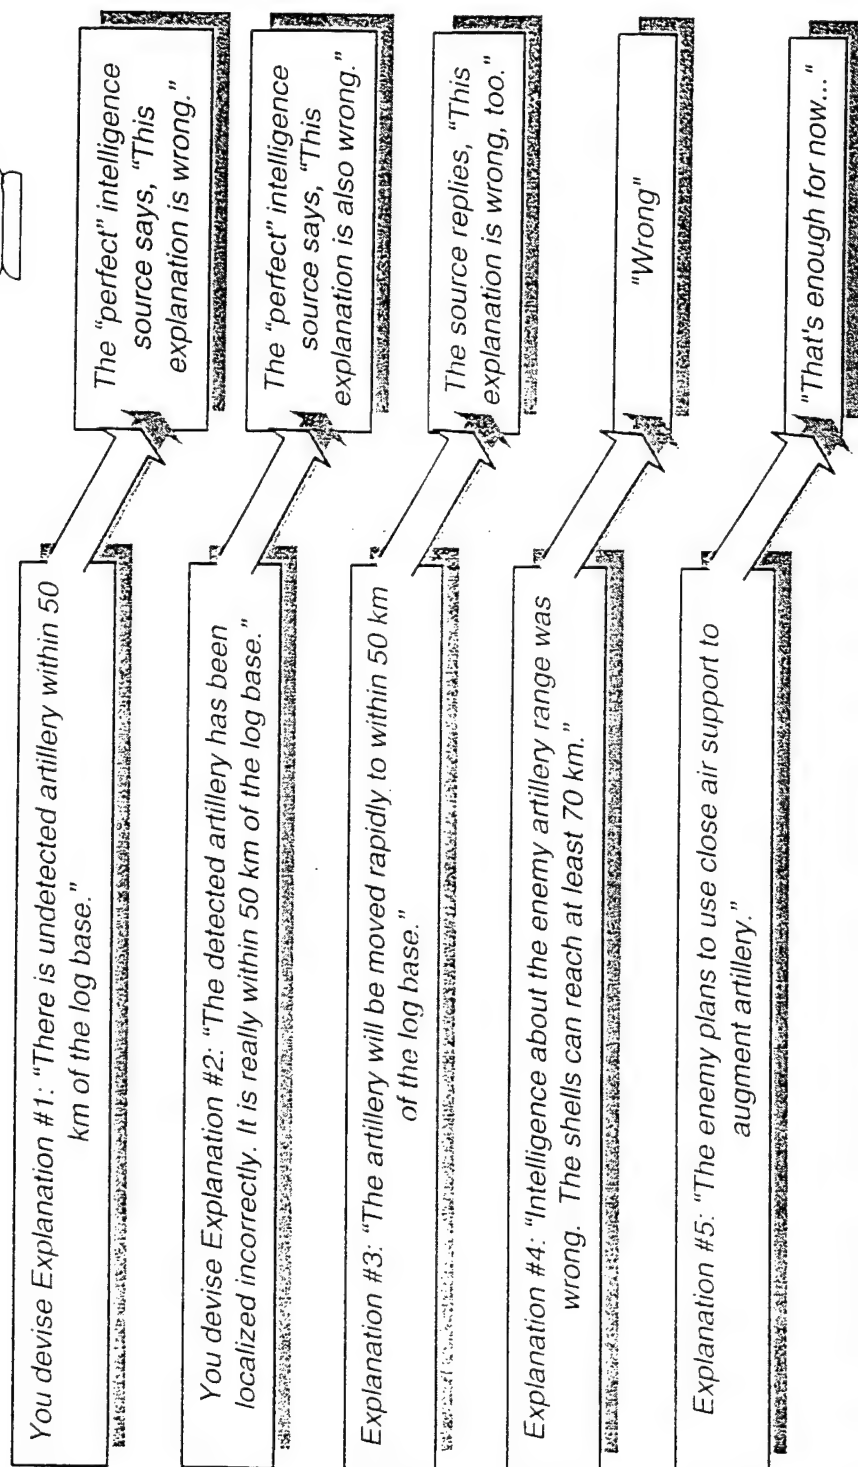 You devise Explanation #1: "There is undetected artillery within 50
km of the log base."
The "perfect" intelligence
source says, "This
explanation is wrong."
You devise Explanation #2: "The detected artillery has been
localized incorrectly. It is really within 50 km of the log base."
The "perfect" intelligence
source says, "This
explanation is also wrong."
Explanation #3: "The artillery will be moved rapidly to within 50 km
of the log base."
The source replies, "This
explanation is wrong, too."
Explanation #4: "Intelligence about the enemy artillery range was
wrong. The shells can reach at least 70 km."
"Wrong"
Explanation #5: "The enemy plans to use close air support to
augment artillery."
"That's enough for now..."